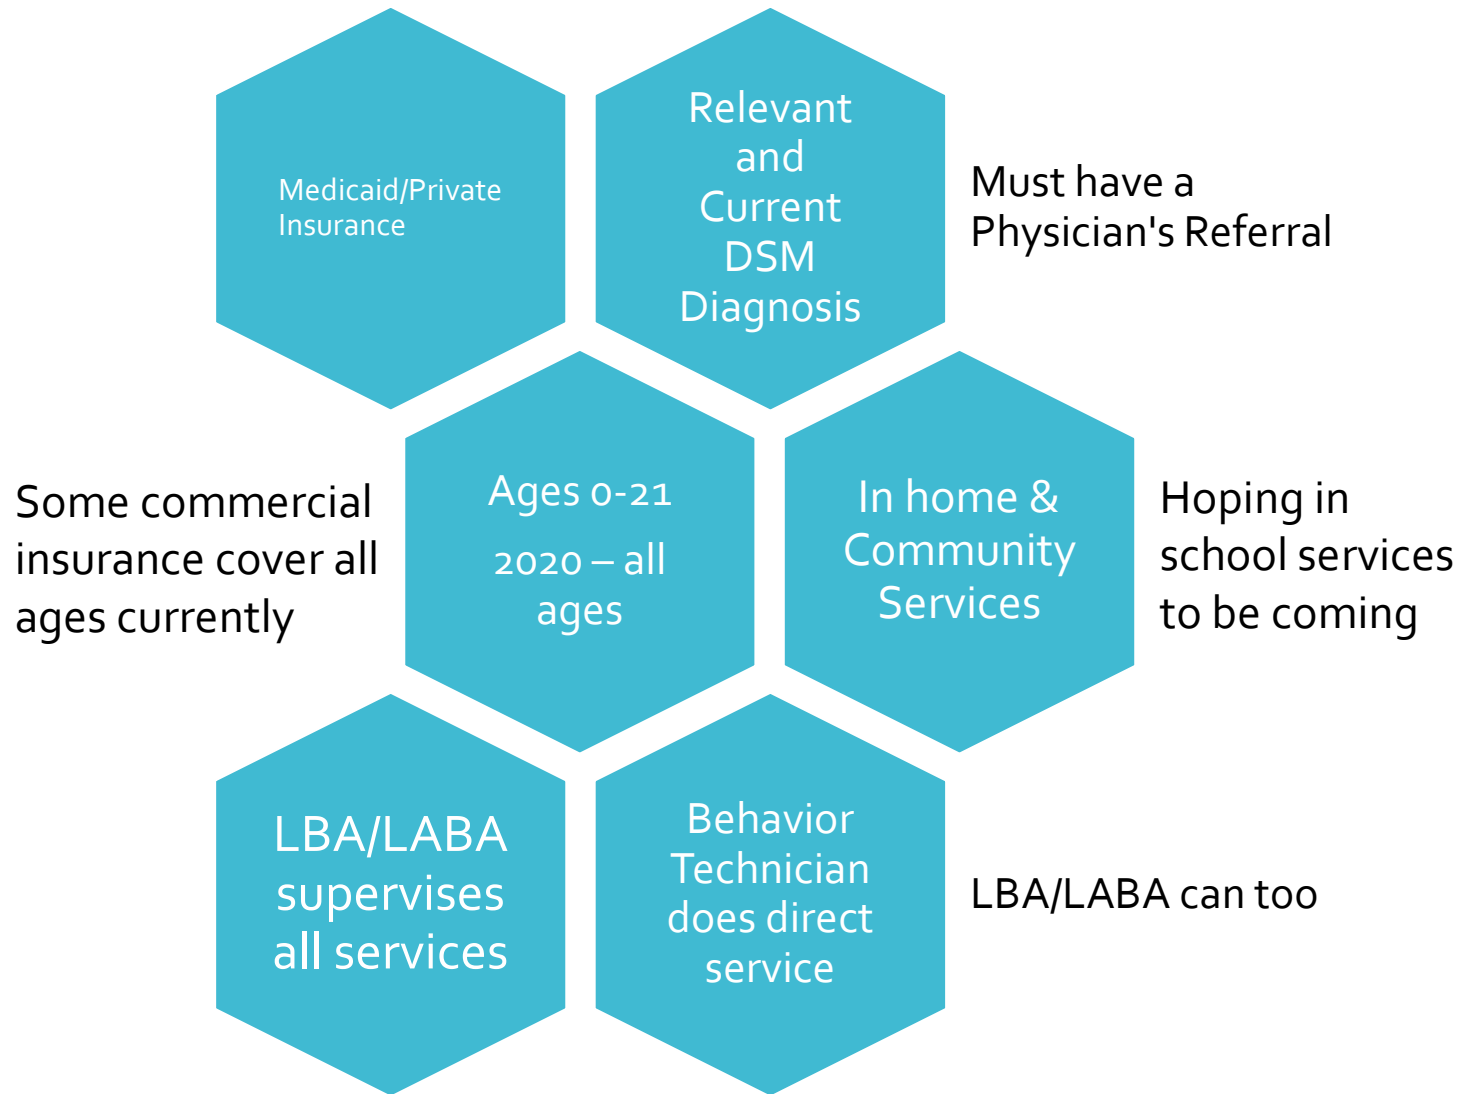 Medicaid/Private
Insurance
Relevant
and
Current
DSM
Diagnosis
Must have a
Physician's Referral
Some commercial
insurance cover all
ages currently
Ages 0-21
2020 – all
ages
In home &
Community
Services
Hoping in
school services
to be coming
LBA/LABA
supervises
all services
Behavior
Technician
does direct
service
LBA/LABA can too